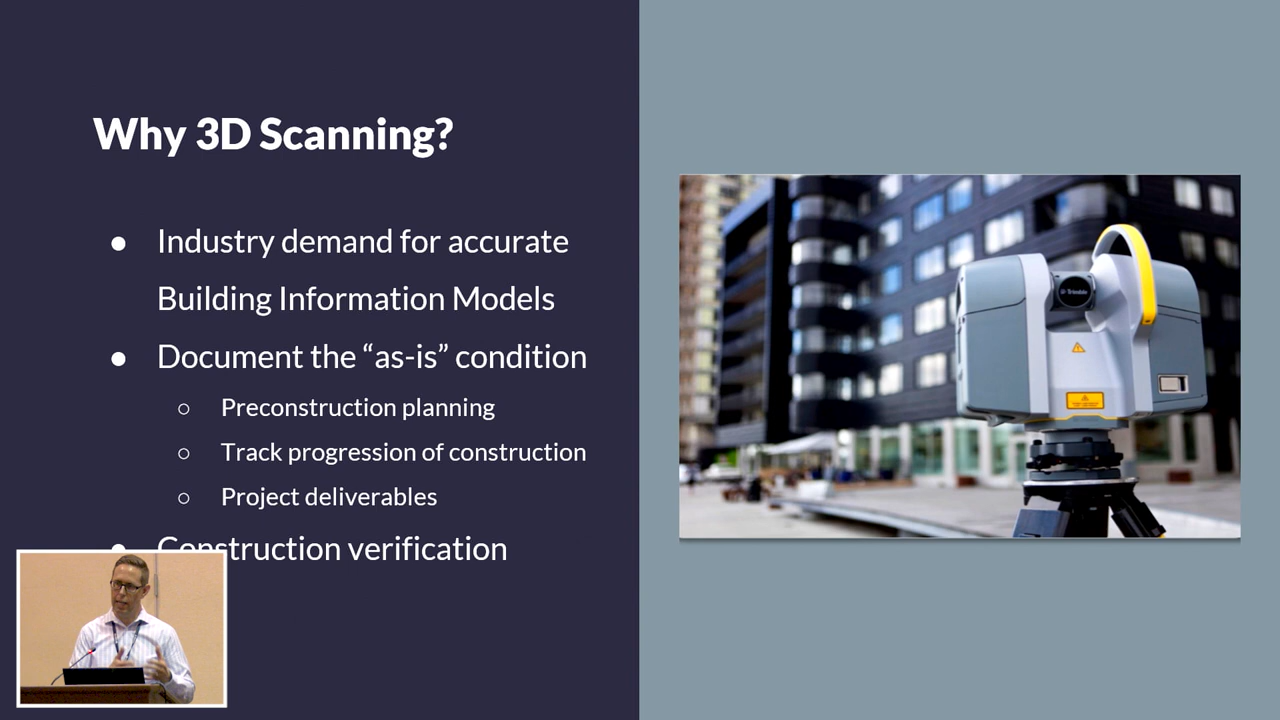 Why 3D Scanning?
● Industry demand for accurate
Building Information Models
● Document the “as-is” condition
○ Preconstruction planning
○ Track progression of construction
○ Project deliverables
● Construction verification
Trimble